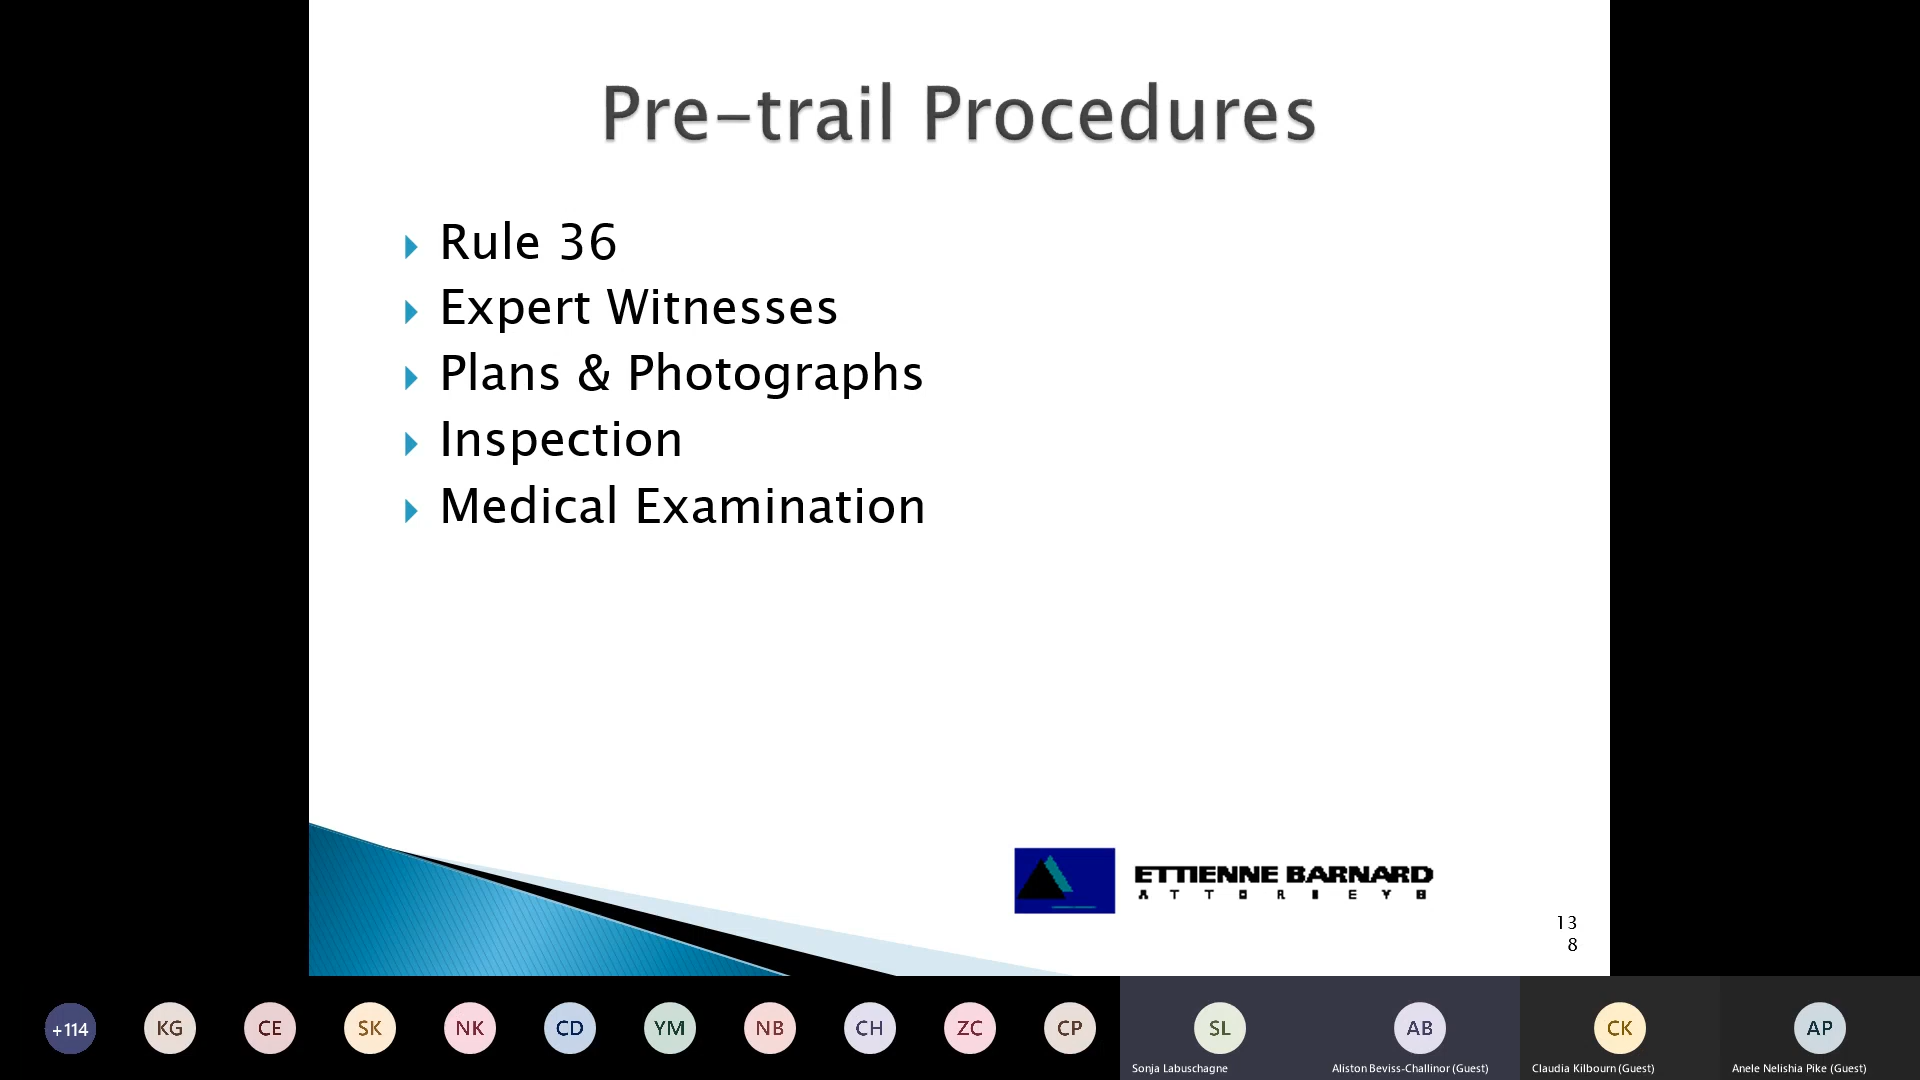 Pre-trail Procedures
Rule 36
Expert Witnesses
Plans & Photographs
Inspection
Medical Examination
ETTIENNE BARNARD
ATTORNEYS
13
8
+114
KG
CE
SK
NK
CD
YM
NB
CH
ZC
CP
SL
AB
CK
AP
Sonja Labuschagne
Aliston Beviss-Challinor (Guest)
Claudia Kilbourn (Guest)
Anele Nelishia Pike (Guest)